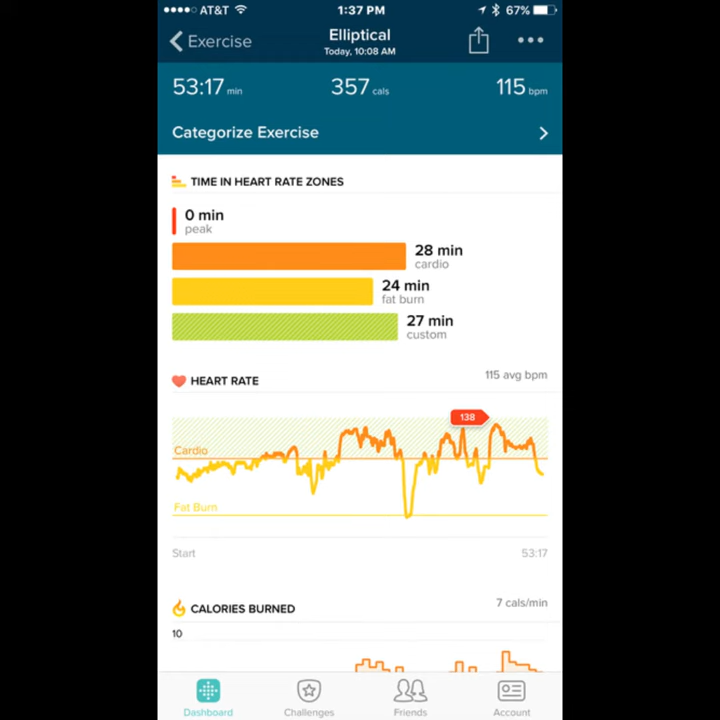 AT&T 1:37 PM 67%
Exercise Elliptical
Today, 10:08 AM
53:17 min 357 cals 115 bpm
Categorize Exercise
TIME IN HEART RATE ZONES
0 min
peak
28 min
cardio
24 min
fat burn
27 min
custom
HEART RATE 115 avg bpm
138
Cardio
Fat Burn
Start 53:17
CALORIES BURNED 7 cals/min
10
Dashboard Challenges Friends Account